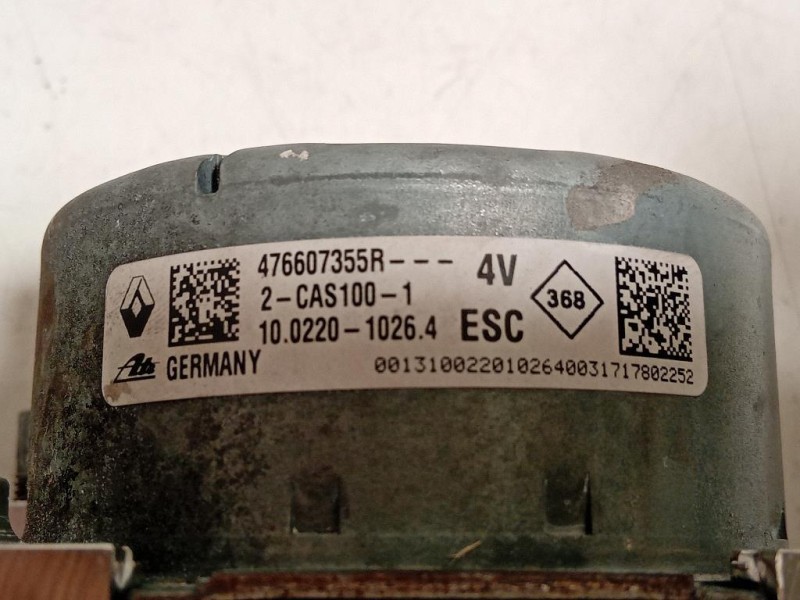 476607355R--- 4V
2-CAS100-1
10.0220-1026.4 ESC
368
Ate GERMANY
0013100220102640031717802252